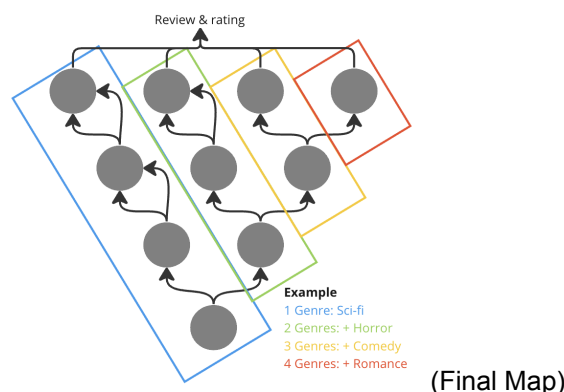 Review & rating
Example
1 Genre: Sci-fi
2 Genres: + Horror
3 Genres: + Comedy
4 Genres: + Romance
(Final Map)